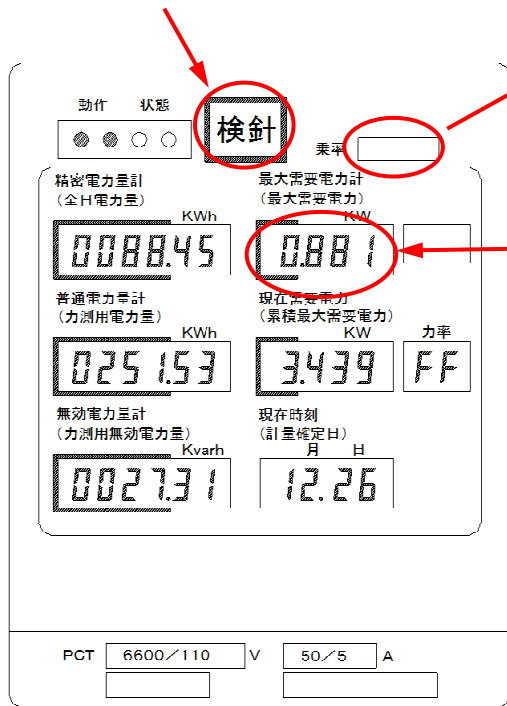 動作 状態
検針
乗率
精密電力量計
(全日電力量)
KWh
0088.45
最大需要電力計
(最大需要電力)
KW
0.881
普通電力量計
(力測用電力量)
KWh
0251.53
現在需要電力
(累積最大需要電力)
KW
3.439
力率
FF
無効電力量計
(力測用無効電力量)
Kvarh
0027.31
現在時刻
(計量確定日)
月 日
12.26
PCT 6600/110 V 50/5 A